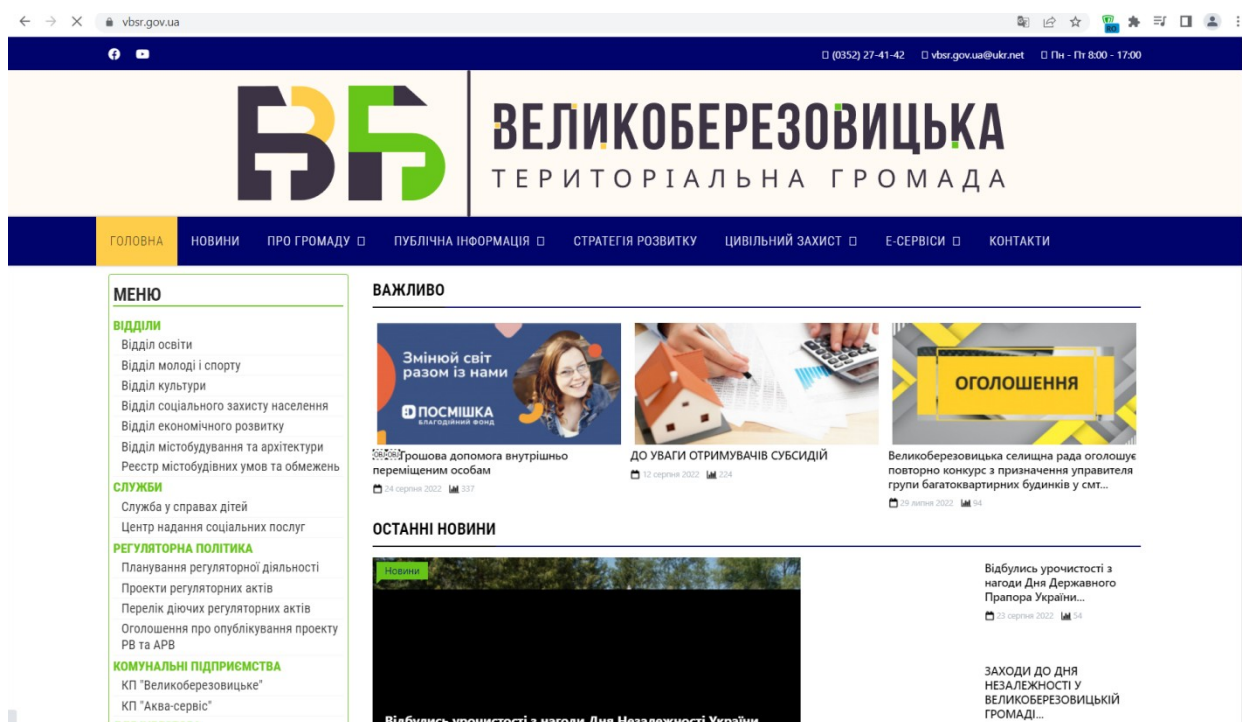 vbsr.gov.ua
BO
(0352) 27-41-42 vbsr.gov.ua@ukr.net Пн - Пт 8:00 - 17:00
ВБ
ВЕЛИКОБЕРЕЗОВИЦЬКА
ТЕРИТОРІАЛЬНА ГРОМАДА
ГОЛОВНА НОВИНИ ПРО ГРОМАДУ ПУБЛІЧНА ІНФОРМАЦІЯ СТРАТЕГІЯ РОЗВИТКУ ЦИВІЛЬНИЙ ЗАХИСТ Е-СЕРВІСИ КОНТАКТИ
МЕНЮ
ВІДДІЛИ
Відділ освіти
Відділ молоді і спорту
Відділ культури
Відділ соціального захисту населення
Відділ економічного розвитку
Відділ містобудування та архітектури
Реєстр містобудівних умов та обмежень
СЛУЖБИ
Служба у справах дітей
Центр надання соціальних послуг
РЕГУЛЯТОРНА ПОЛІТИКА
Планування регуляторної діяльності
Проекти регуляторних актів
Перелік діючих регуляторних актів
Оголошення про опублікування проекту
РВ та АРВ
КОМУНАЛЬНІ ПІДПРИЄМСТВА
КП "Великоберезовицьке"
КП "Аква-сервіс"
ВАЖЛИВО
Змінюй світ
разом із нами
ПОСМІШКА
БЛАГОДІЙНИЙ ФОНД
Грошова допомога внутрішньо
переміщеним особам
24 серпня 2022 337
ДО УВАГИ ОТРИМУВАЧІВ СУБСИДІЙ
12 серпня 2022 224
ОГОЛОШЕННЯ
Великоберезовицька селищна рада оголошує
повторно конкурс з призначення управителя
групи багатоквартирних будинків у смт...
29 липня 2022 94
ОСТАННІ НОВИНИ
Новини
Відбулись урочистості з нагоди Дня Незалежності України
Відбулись урочистості з
нагоди Дня Державного
Прапора України...
23 серпня 2022 54
ЗАХОДИ ДО ДНЯ
НЕЗАЛЕЖНОСТІ У
ВЕЛИКОБЕРЕЗОВИЦЬКІЙ
ГРОМАДІ...